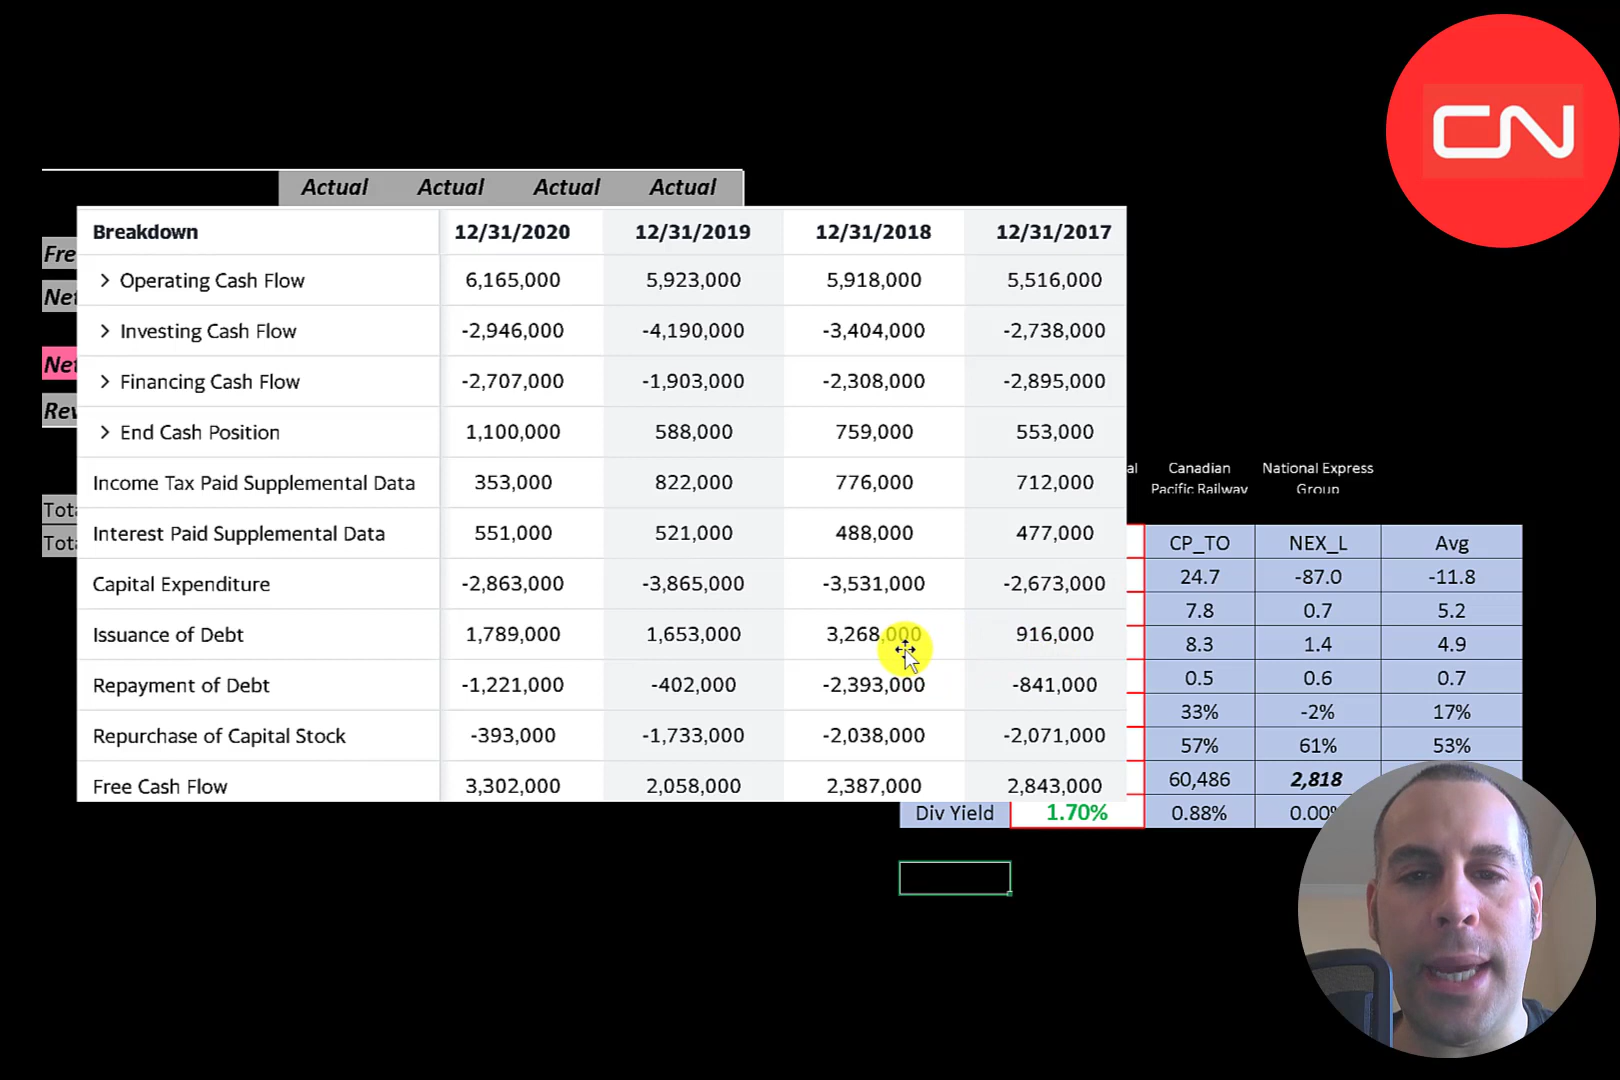 CN
Actual Actual Actual Actual
Breakdown 12/31/2020 12/31/2019 12/31/2018 12/31/2017
Operating Cash Flow 6,165,000 5,923,000 5,918,000 5,516,000
Investing Cash Flow -2,946,000 -4,190,000 -3,404,000 -2,738,000
Financing Cash Flow -2,707,000 -1,903,000 -2,308,000 -2,895,000
End Cash Position 1,100,000 588,000 759,000 553,000
Income Tax Paid Supplemental Data 353,000 822,000 776,000 712,000
Interest Paid Supplemental Data 551,000 521,000 488,000 477,000
Capital Expenditure -2,863,000 -3,865,000 -3,531,000 -2,673,000
Issuance of Debt 1,789,000 1,653,000 3,268,000 916,000
Repayment of Debt -1,221,000 -402,000 -2,393,000 -841,000
Repurchase of Capital Stock -393,000 -1,733,000 -2,038,000 -2,071,000
Free Cash Flow 3,302,000 2,058,000 2,387,000 2,843,000
Canadian National Express
Pacific Railway Group
CP_TO NEX_L Avg
24.7 -87.0 -11.8
7.8 0.7 5.2
8.3 1.4 4.9
0.5 0.6 0.7
33% -2% 17%
57% 61% 53%
60,486 2,818
Div Yield 1.70% 0.88% 0.00%